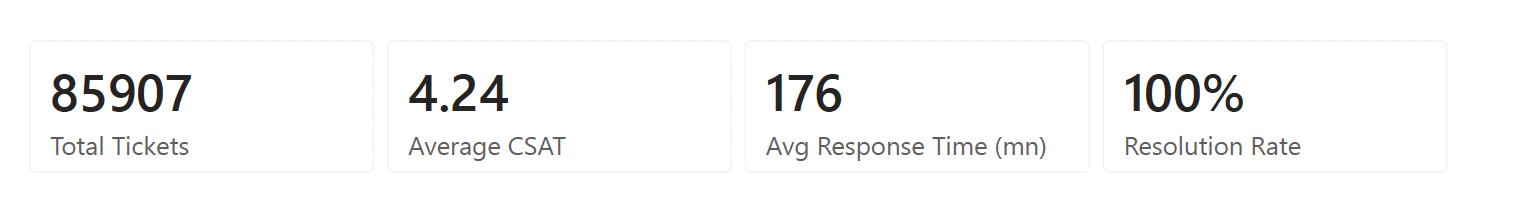 85907
Total Tickets
4.24
Average CSAT
176
Avg Response Time (mn)
100%
Resolution Rate